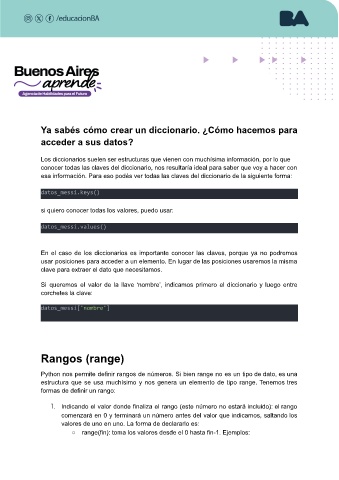 /educacionBA
BA
Buenos Aires
aprende
Agencia de Habilidades para el Futuro
Ya sabés cómo crear un diccionario. ¿Cómo hacemos para
acceder a sus datos?
Los diccionarios suelen ser estructuras que vienen con muchísima información, por lo que
conocer todas las claves del diccionario, nos resultaría ideal para saber que voy a hacer con
esa información. Para eso podés ver todas las claves del diccionario de la siguiente forma:
datos_messi.keys()
si quiero conocer todas los valores, puedo usar:
datos_messi.values()
En el caso de los diccionarios es importante conocer las claves, porque ya no podremos
usar posiciones para acceder a un elemento. En lugar de las posiciones usaremos la misma
clave para extraer el dato que necesitamos.
Si queremos el valor de la llave 'nombre', indicamos primero el diccionario y luego entre
corchetes la clave:
datos_messi["nombre"]
Rangos (range)
Python nos permite definir rangos de números. Si bien range no es un tipo de dato, es una
estructura que se usa muchísimo y nos genera un elemento de tipo range. Tenemos tres
formas de definir un rango:
1. Indicando el valor donde finaliza el rango (este número no estará incluido): el rango
comenzará en 0 y terminará un número antes del valor que indicamos, saltando los
valores de uno en uno. La forma de declararlo es:
○ range(fin): toma los valores desde el 0 hasta fin-1. Ejemplos: